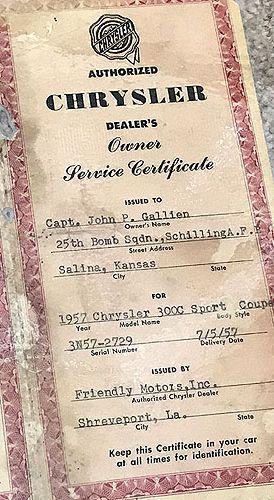 CHRYSLER
AUTHORIZED
CHRYSLER
DEALER'S
Owner
Service Certificate
ISSUED TO
Capt. John P. Gallien
Owner's Name
25th Bomb Sqdn.,SchillingA.F.B
Street Address
Salina, Kansas
City State
FOR
1957 Chrysler 300C Sport Coupe
Year Model Name Body Style
3N57-2729 7/5/57
Serial Number Delivery Date
ISSUED BY
Friendly Motors,Inc.
Authorized Chrysler Dealer
Shreveport, La.
City State
Keep this Certificate in your car
at all times for identification.